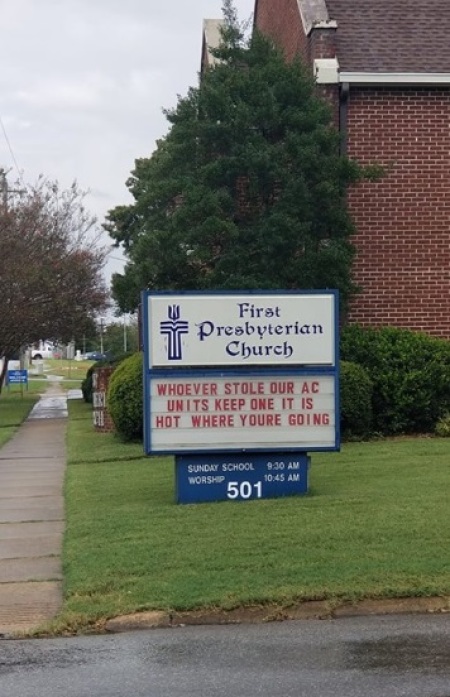 First
Presbyterian
Church
WHOEVER STOLE OUR AC
UNITS KEEP ONE IT IS
HOT WHERE YOURE GOING
SUNDAY SCHOOL 9:30 AM
WORSHIP 10:45 AM
501